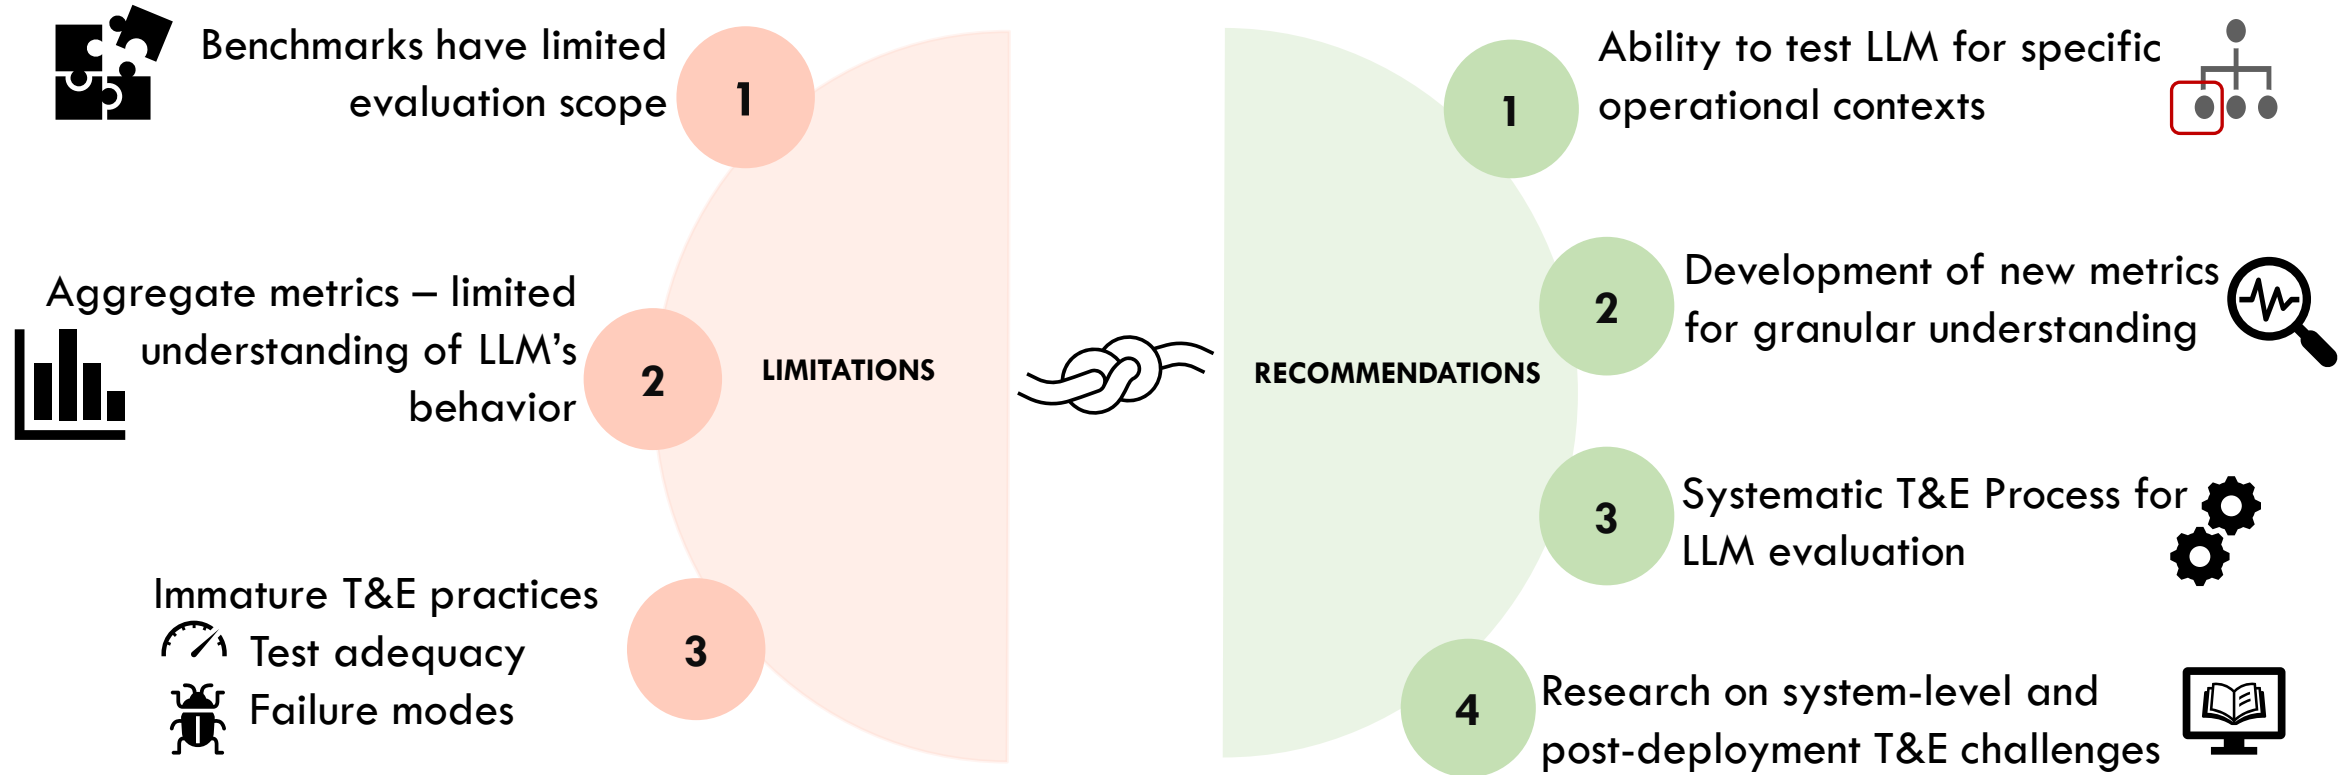 Benchmarks have limited
evaluation scope
1
Aggregate metrics – limited
understanding of LLM’s
behavior
2
Immature T&E practices
Test adequacy
Failure modes
3
LIMITATIONS
RECOMMENDATIONS
1
Ability to test LLM for specific
operational contexts
2
Development of new metrics
for granular understanding
3
Systematic T&E Process for
LLM evaluation
4
Research on system-level and
post-deployment T&E challenges